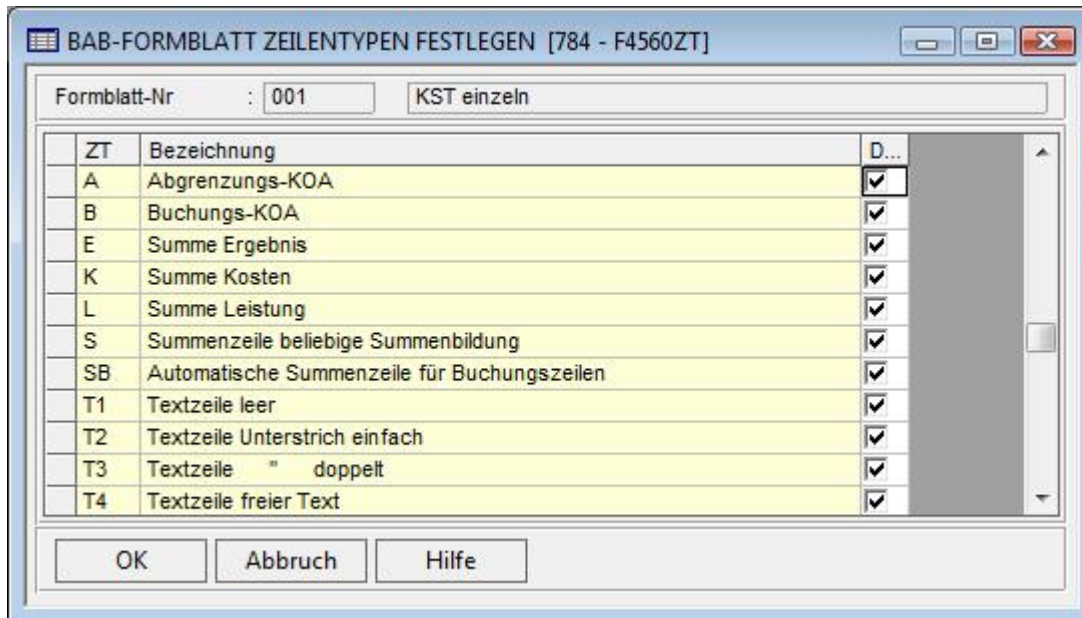 BAB-FORMBLATT ZEILENTYPEN FESTLEGEN [784 - F4560ZT]
Formblatt-Nr : 001 KST einzeln
ZT Bezeichnung D...
A Abgrenzungs-KOA
B Buchungs-KOA
E Summe Ergebnis
K Summe Kosten
L Summe Leistung
S Summenzeile beliebige Summenbildung
SB Automatische Summenzeile für Buchungszeilen
T1 Textzeile leer
T2 Textzeile Unterstrich einfach
T3 Textzeile " doppelt
T4 Textzeile freier Text
OK Abbruch Hilfe